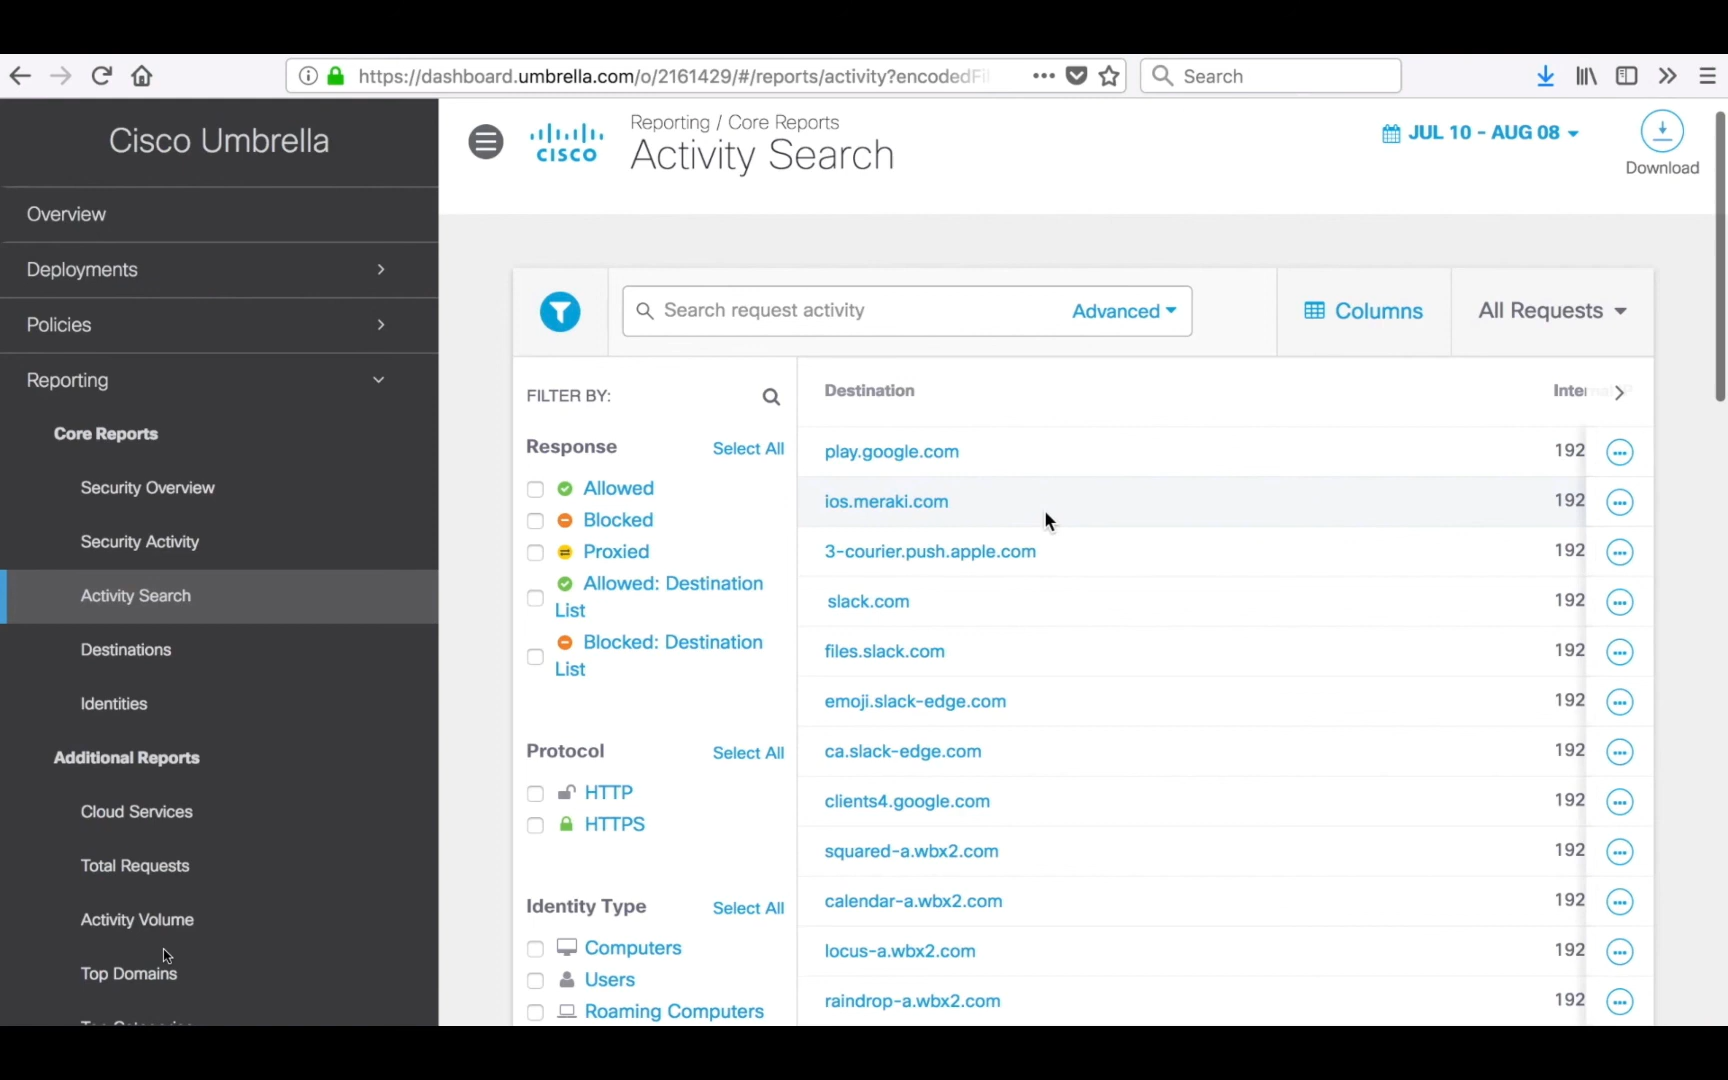 https://dashboard.umbrella.com/o/2161429/#/reports/activity?encodedFil
Search
Cisco Umbrella
Overview
Deployments
Policies
Reporting
Core Reports
Security Overview
Security Activity
Activity Search
Destinations
Identities
Additional Reports
Cloud Services
Total Requests
Activity Volume
Top Domains
CISCO
Reporting / Core Reports
Activity Search
JUL 10 - AUG 08
Download
Search request activity
Advanced
Columns
All Requests
FILTER BY:
Response
Select All
Allowed
Blocked
Proxied
Allowed: Destination
List
Blocked: Destination
List
Protocol
Select All
HTTP
HTTPS
Identity Type
Select All
Computers
Users
Roaming Computers
Destination
play.google.com 192
ios.meraki.com 192
3-courier.push.apple.com 192
slack.com 192
files.slack.com 192
emoji.slack-edge.com 192
ca.slack-edge.com 192
clients4.google.com 192
squared-a.wbx2.com 192
calendar-a.wbx2.com 192
locus-a.wbx2.com 192
raindrop-a.wbx2.com 192